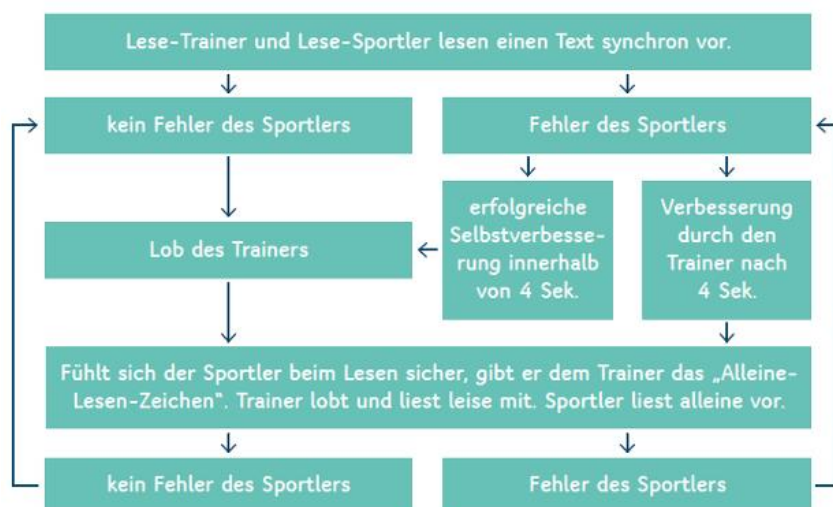 Lese-Trainer und Lese-Sportler lesen einen Text synchron vor.
kein Fehler des Sportlers
Fehler des Sportlers
erfolgreiche
Selbstverbesse-
rung innerhalb
von 4 Sek.
Verbesserung
durch den
Trainer nach
4 Sek.
Lob des Trainers
Fühlt sich der Sportler beim Lesen sicher, gibt er dem Trainer das „Alleine-
Lesen-Zeichen“. Trainer lobt und liest leise mit. Sportler liest alleine vor.
kein Fehler des Sportlers
Fehler des Sportlers